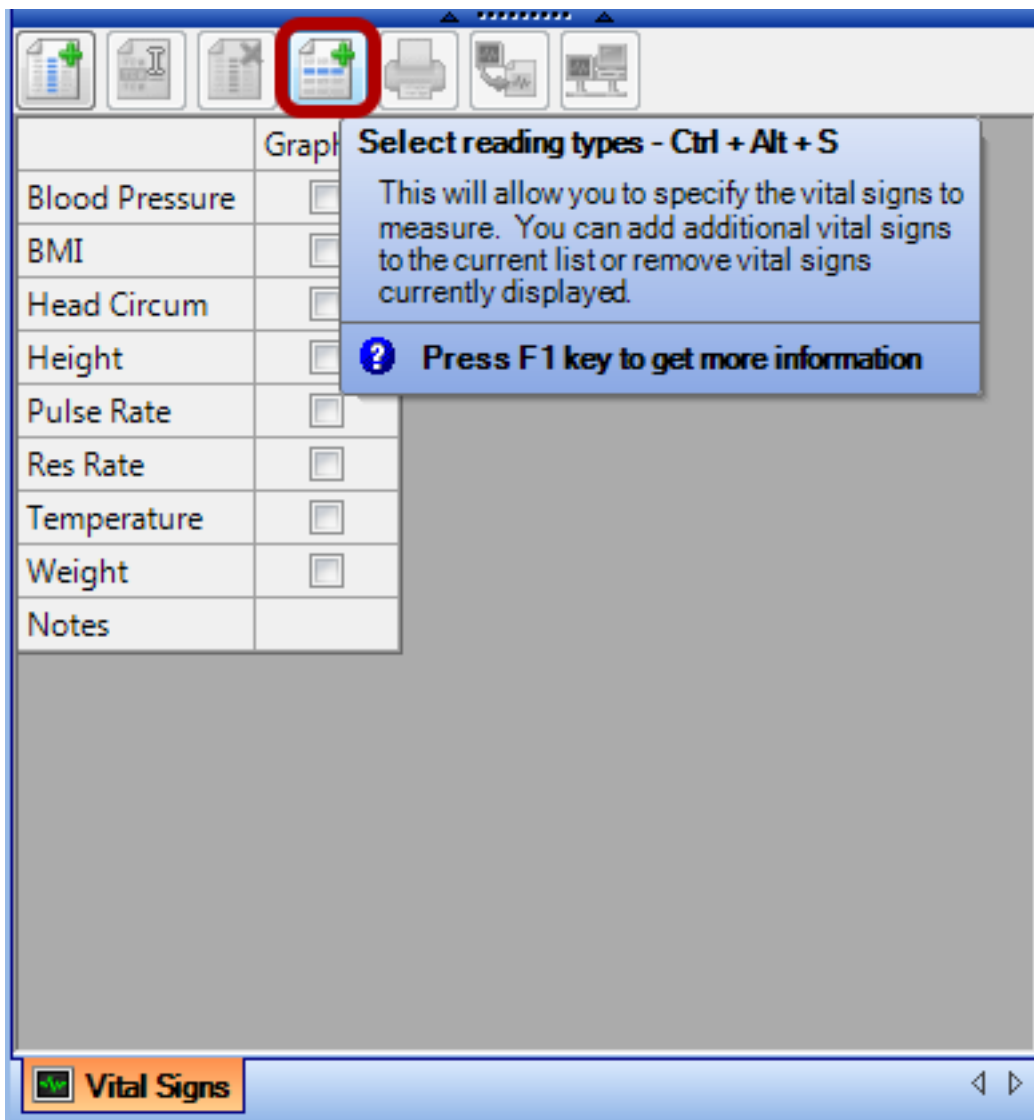 Graph
Select reading types - Ctrl + Alt + S
This will allow you to specify the vital signs to
measure. You can add additional vital signs
to the current list or remove vital signs
currently displayed.
Press F1 key to get more information
Blood Pressure
BMI
Head Circum
Height
Pulse Rate
Res Rate
Temperature
Weight
Notes
Vital Signs